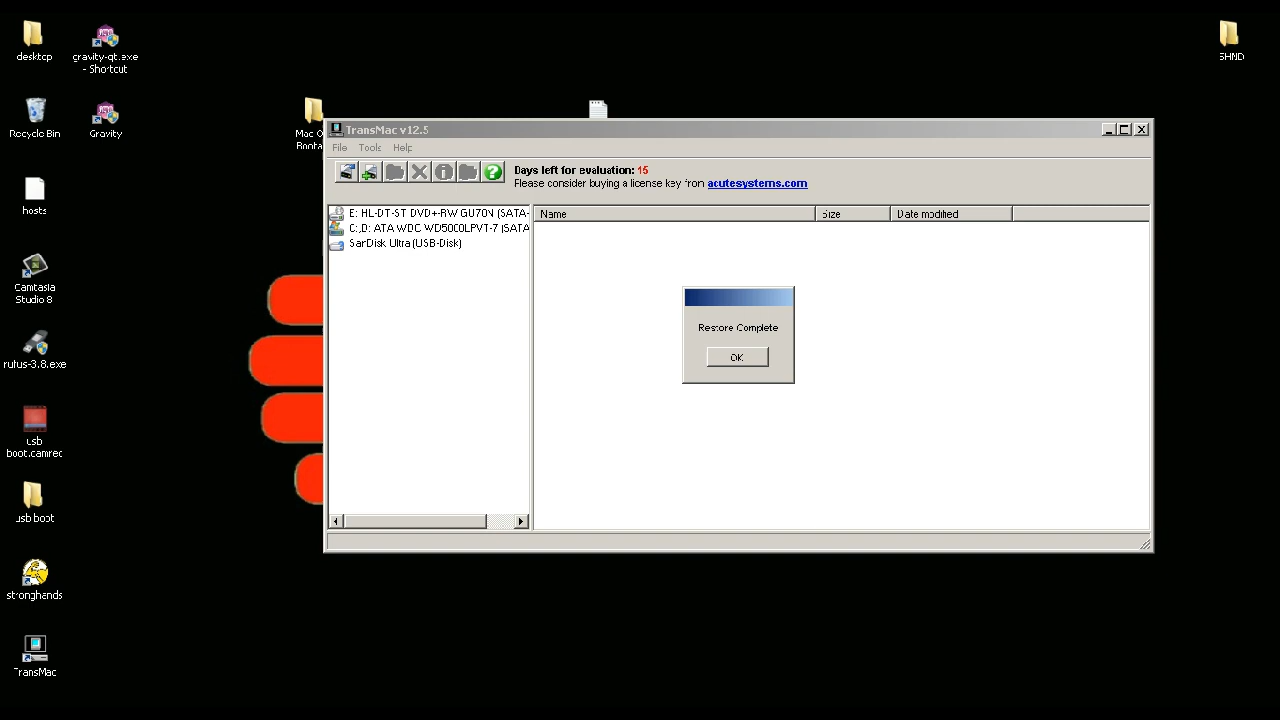 desktop
gravity-qt.exe
- Shortcut
SHND
Recycle Bin
Gravity
Mac O
Boota
TransMac v12.5
File Tools Help
Days left for evaluation: 15
Please consider buying a license key from acutesystems.com
hosts
E: HL-DT-ST DVD+-RW GU70N (SATA-
C:,D: ATA WDC WD5000LPVT-7 (SATA
SanDisk Ultra (USB-Disk)
Name Size Date modified
Camtasia
Studio 8
Restore Complete
OK
rufus-3.8.exe
usb
boot.camrec
usb boot
stronghands
TransMac